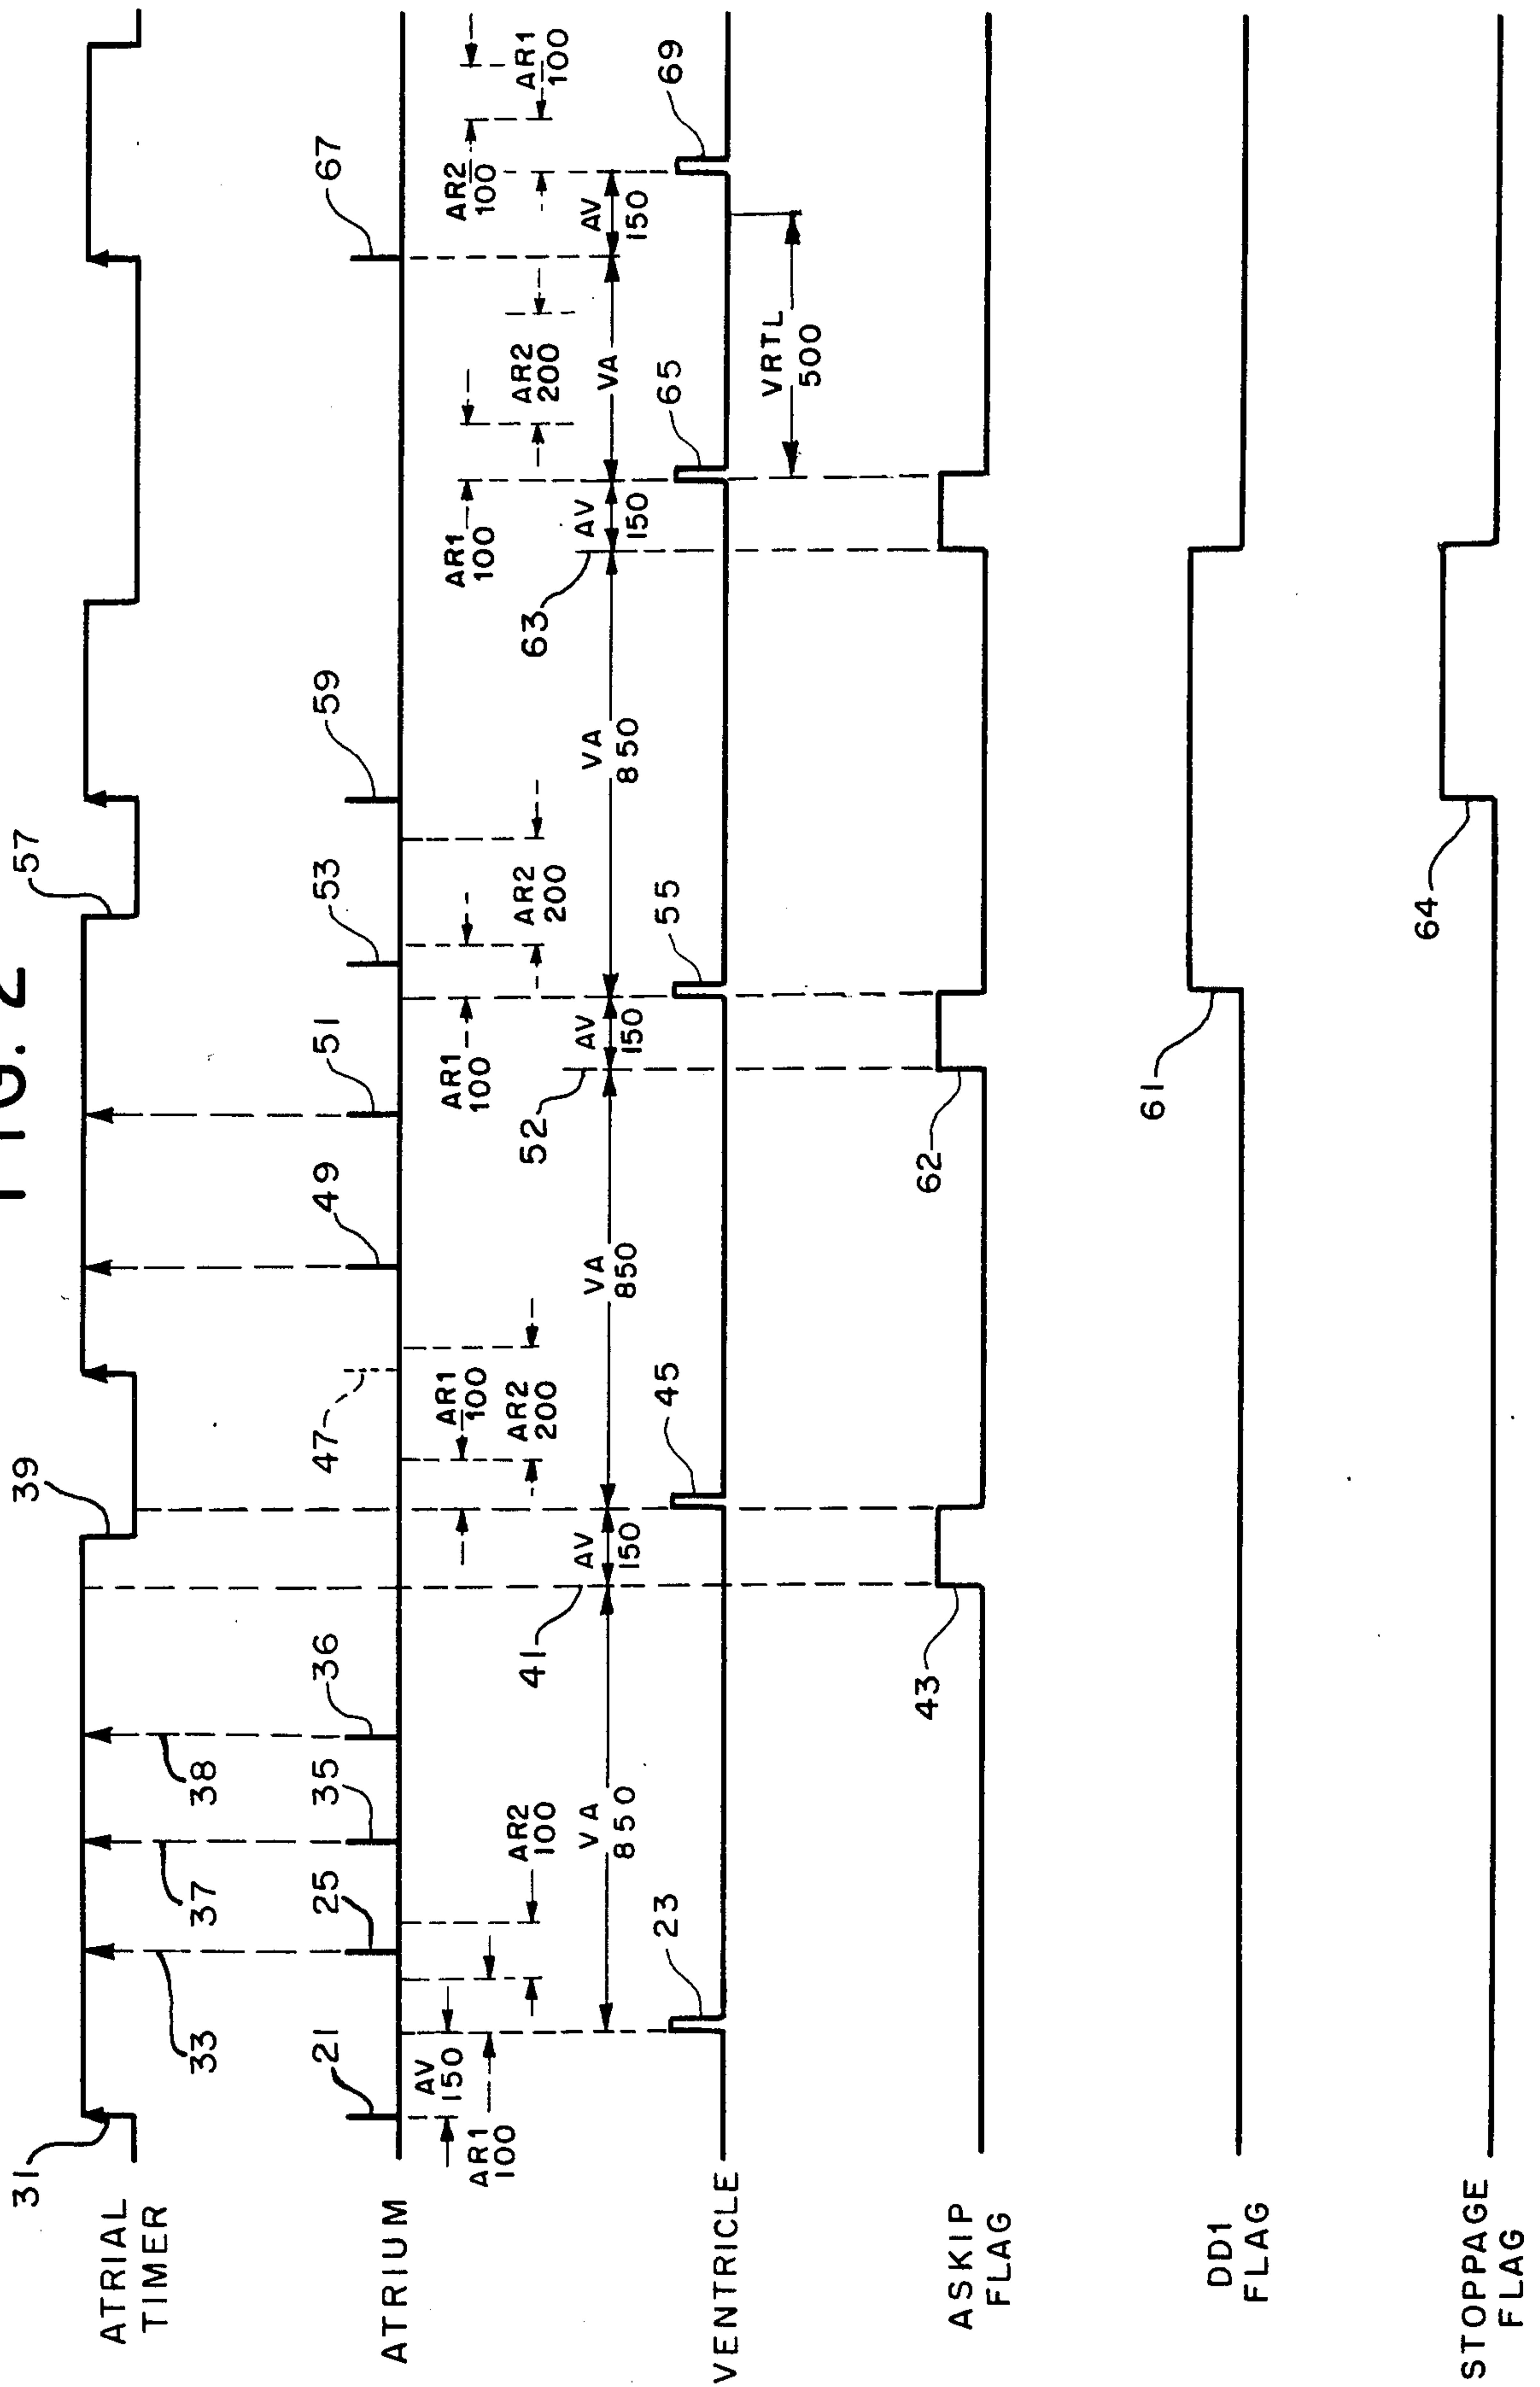 FIG. 2
31
39
57
ATRIAL
TIMER
33
37
38
ATRIUM
21
25
35
36
47
49
51
53
59
67
AV
150
AR1
100
AR2
100
AR1
100
AR2
200
AR1
100
AR2
200
AR1
100
AR2
200
AR2
100
AR1
100
41
52
63
VA
850
AV
150
VA
850
AV
150
VA
850
AV
150
VA
AV
150
VENTRICLE
23
45
55
65
69
VRTL
500
ASKIP
FLAG
43
62
DD1
FLAG
61
STOPPAGE
FLAG
64